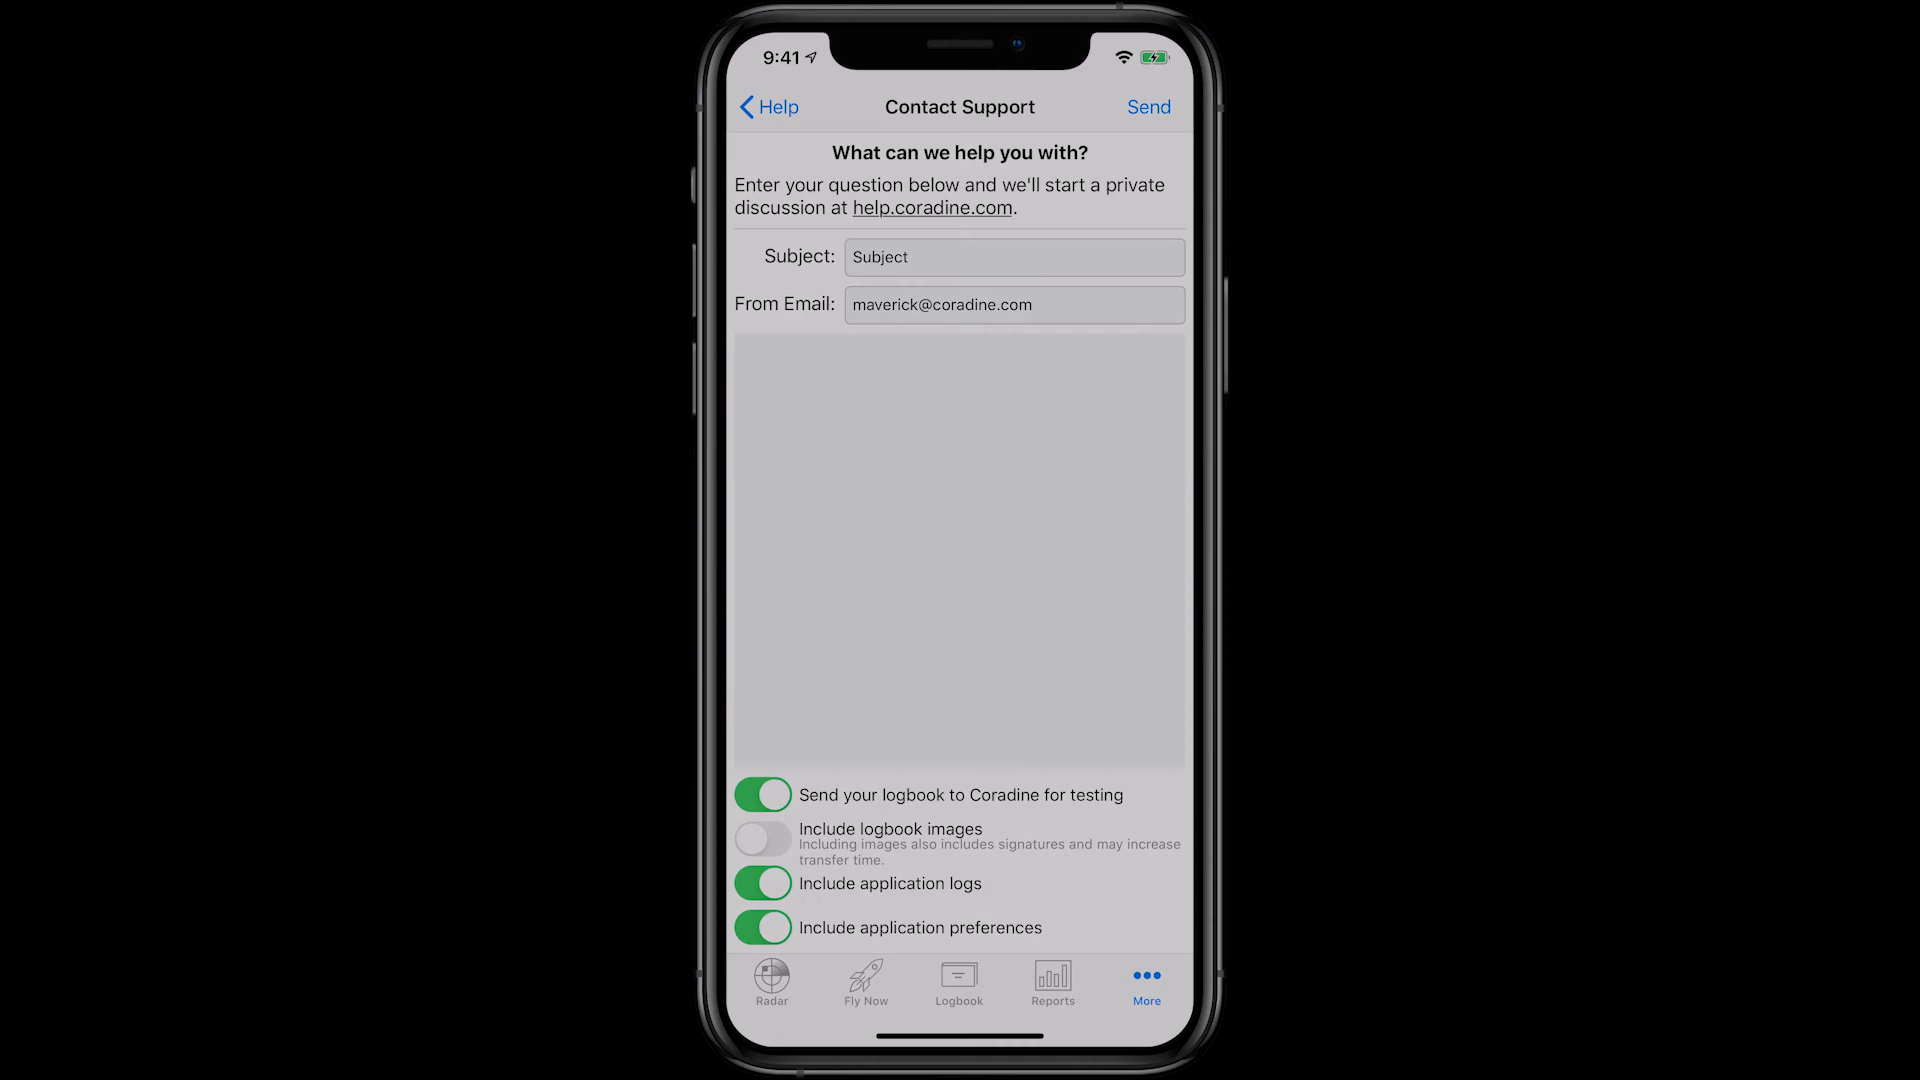 9:41
Help
Contact Support
Send
What can we help you with?
Enter your question below and we'll start a private
discussion at help.coradine.com.
Subject:
Subject
From Email:
maverick@coradine.com
Send your logbook to Coradine for testing
Include logbook images
Including images also includes signatures and may increase
transfer time.
Include application logs
Include application preferences
Radar
Fly Now
Logbook
Reports
More